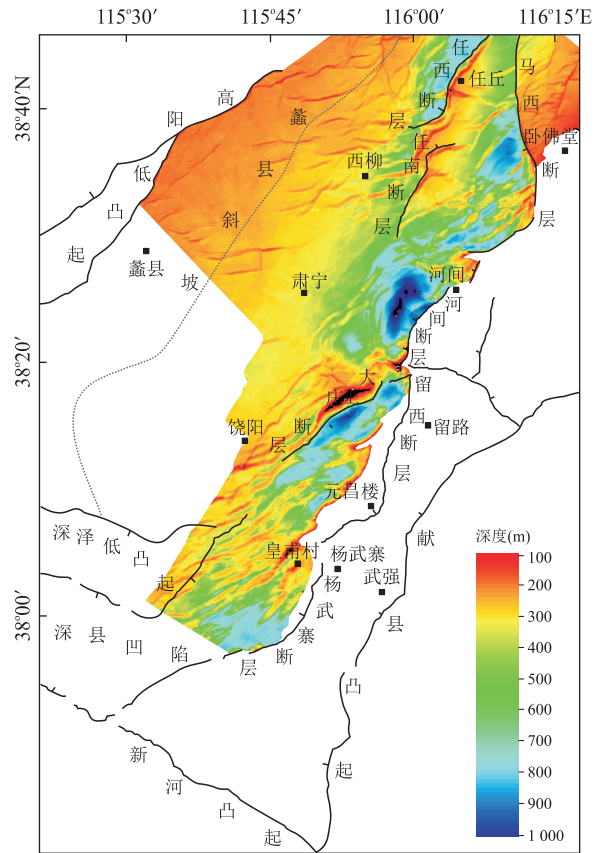 115°30′ 115°45′ 116°00′ 116°15′E
38°40′N
38°20′
38°00′
高阳低凸起
蠡县斜坡
任西断层
任丘
马西断层
卧佛堂
任南断层
西柳
蠡县
肃宁
河间
河间断层
大王庄断层
留西断层
留路
饶阳
元昌楼
深泽低凸起
皇甫村
杨武寨
杨武寨断层
武强
献县凸起
深县凹陷
新河凸起
深度(m)
100
200
300
400
500
600
700
800
900
1 000